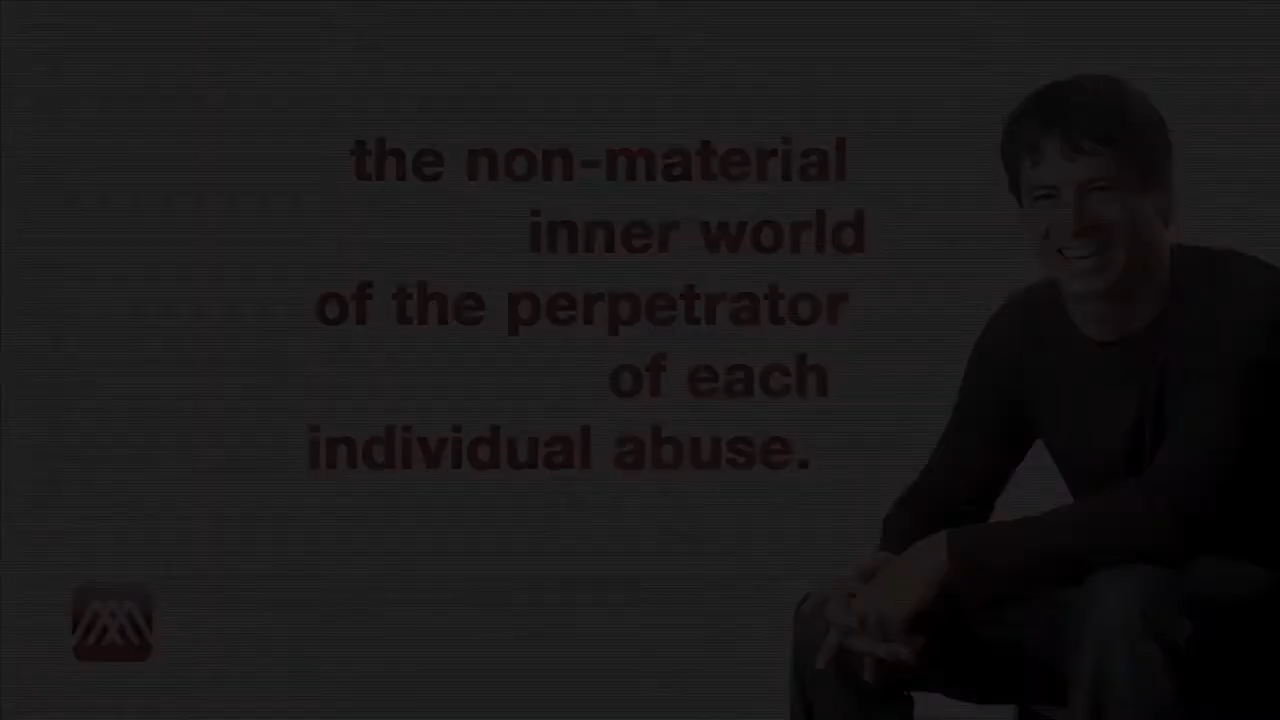 the non-material
inner world
of the perpetrator
of each
individual abuse.